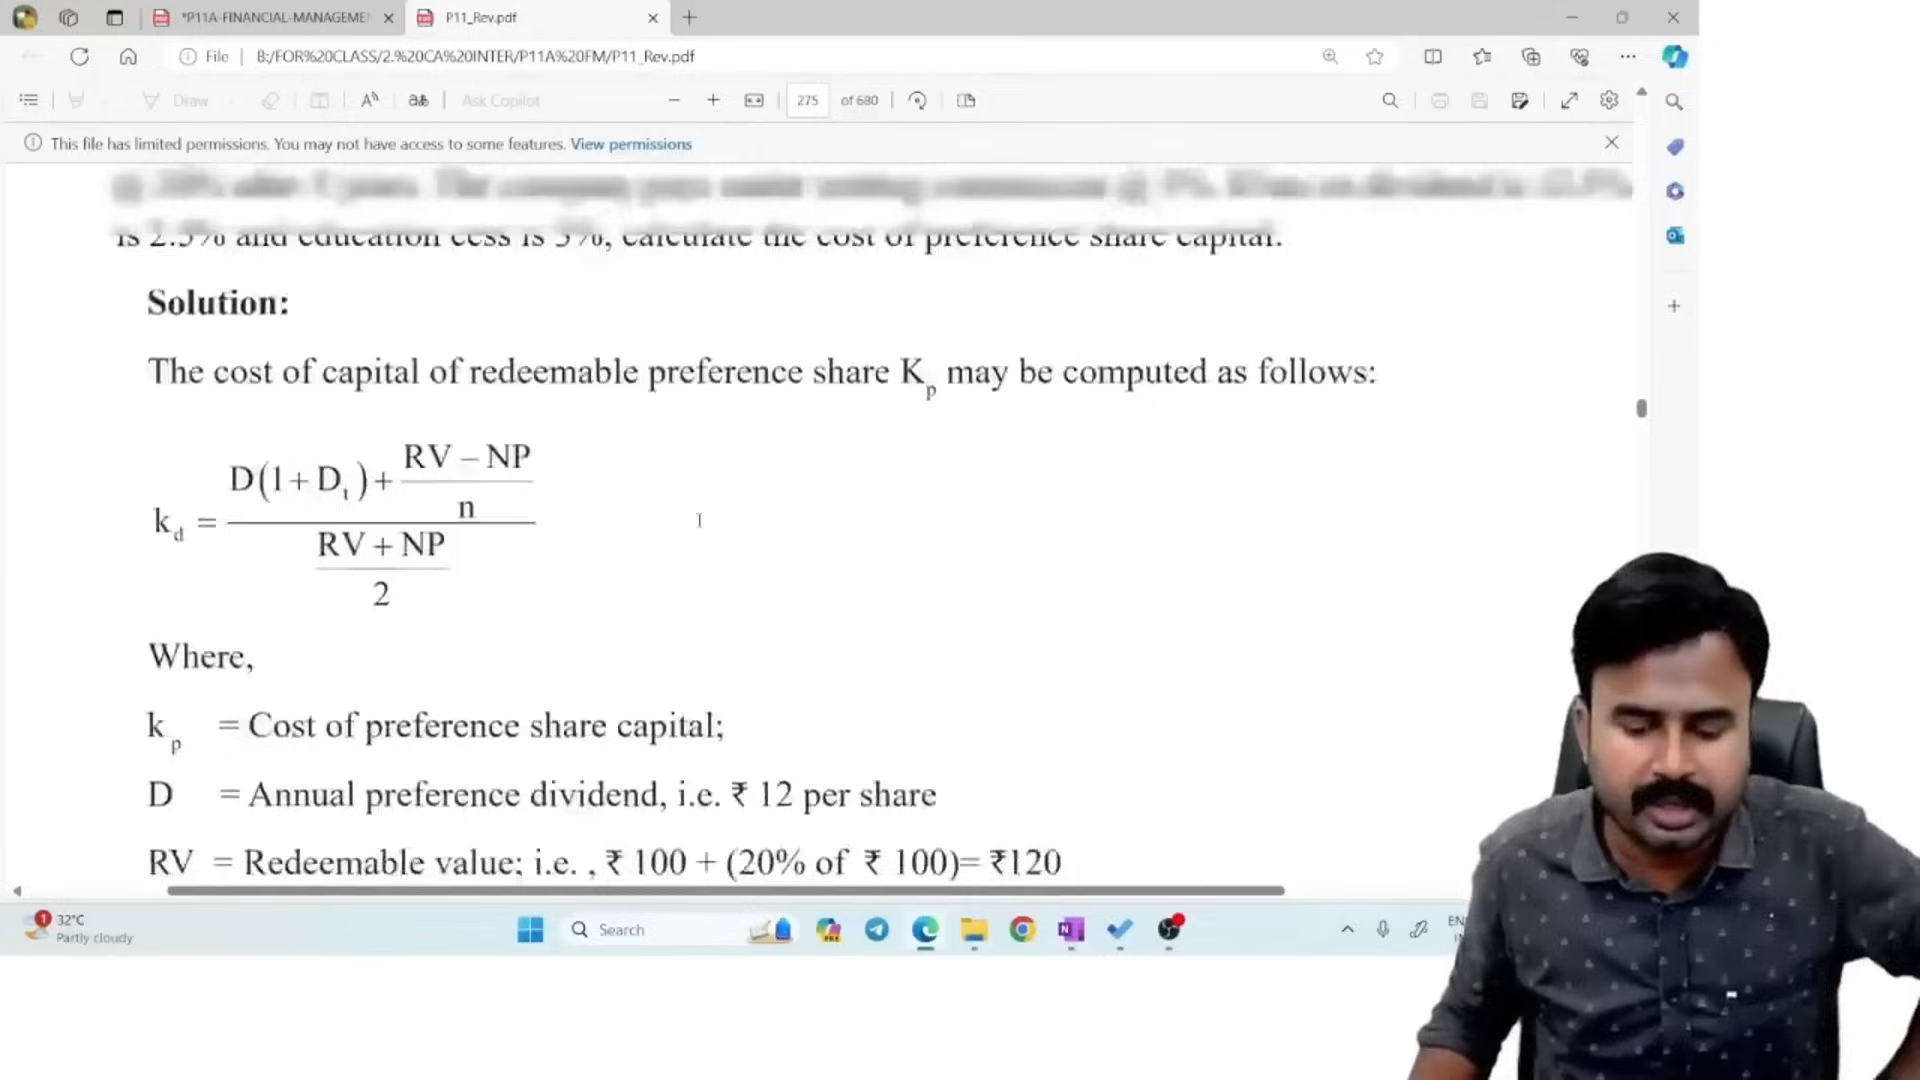 *P11A-FINANCIAL-MANAGEME
P11_Rev.pdf
File
B:/FOR%20CLASS/2.%20CA%20INTER/P11A%20FM/P11_Rev.pdf
Draw
Ask Copilot
275 of 680
This file has limited permissions. You may not have access to some features. View permissions
is 2.5% and education cess is 3%, calculate the cost of preference share capital.
Solution:
The cost of capital of redeemable preference share Kp may be computed as follows:
RV − NP
D(1+Dt)+
n
kd =
RV + NP
2
Where,
kp = Cost of preference share capital;
D = Annual preference dividend, i.e. ₹ 12 per share
RV = Redeemable value; i.e. , ₹ 100 + (20% of ₹ 100)= ₹120
1
32°C
Partly cloudy
Search
PRE
EN